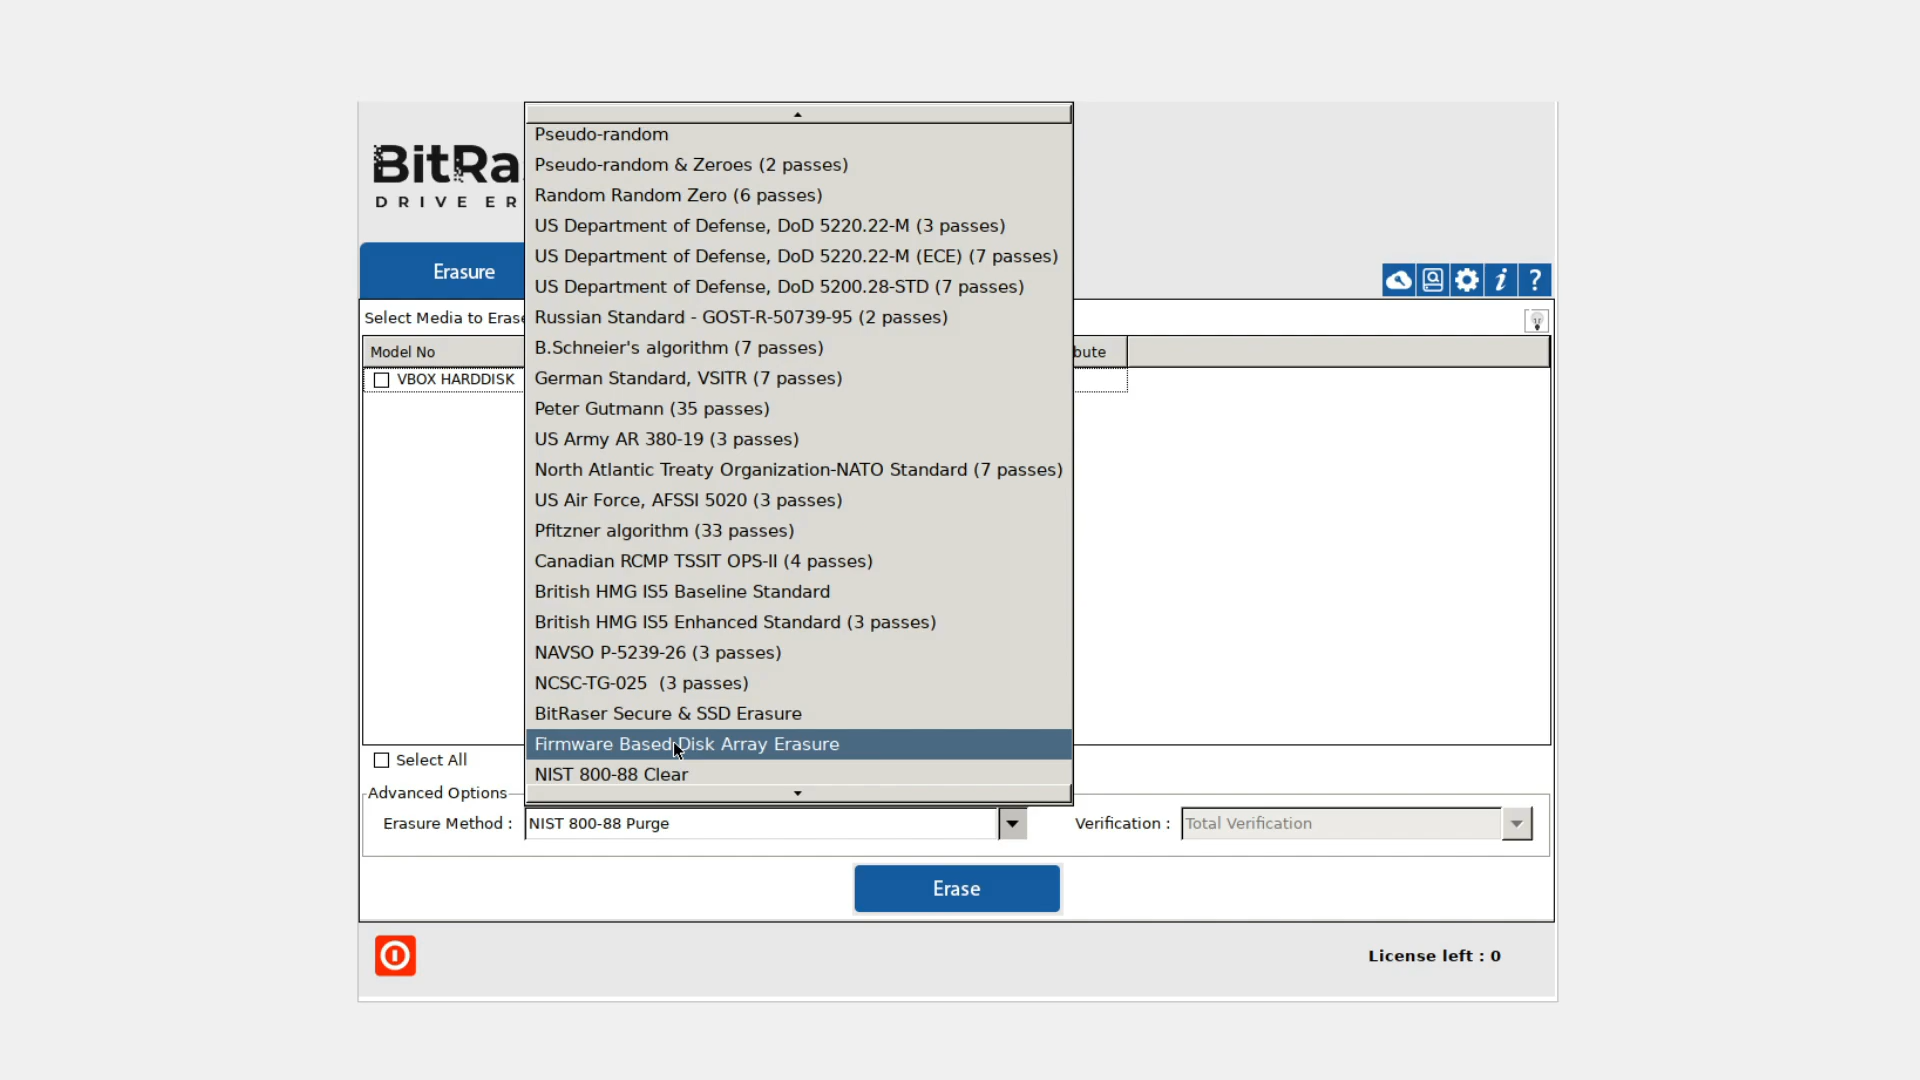 BitRas
DRIVE ER
Erasure
Select Media to Erase
Model No
bute
VBOX HARDDISK
Pseudo-random
Pseudo-random & Zeroes (2 passes)
Random Random Zero (6 passes)
US Department of Defense, DoD 5220.22-M (3 passes)
US Department of Defense, DoD 5220.22-M (ECE) (7 passes)
US Department of Defense, DoD 5200.28-STD (7 passes)
Russian Standard - GOST-R-50739-95 (2 passes)
B.Schneier's algorithm (7 passes)
German Standard, VSITR (7 passes)
Peter Gutmann (35 passes)
US Army AR 380-19 (3 passes)
North Atlantic Treaty Organization-NATO Standard (7 passes)
US Air Force, AFSSI 5020 (3 passes)
Pfitzner algorithm (33 passes)
Canadian RCMP TSSIT OPS-II (4 passes)
British HMG IS5 Baseline Standard
British HMG IS5 Enhanced Standard (3 passes)
NAVSO P-5239-26 (3 passes)
NCSC-TG-025 (3 passes)
BitRaser Secure & SSD Erasure
Firmware Based Disk Array Erasure
NIST 800-88 Clear
Select All
Advanced Options
Erasure Method : NIST 800-88 Purge
Verification : Total Verification
Erase
License left : 0